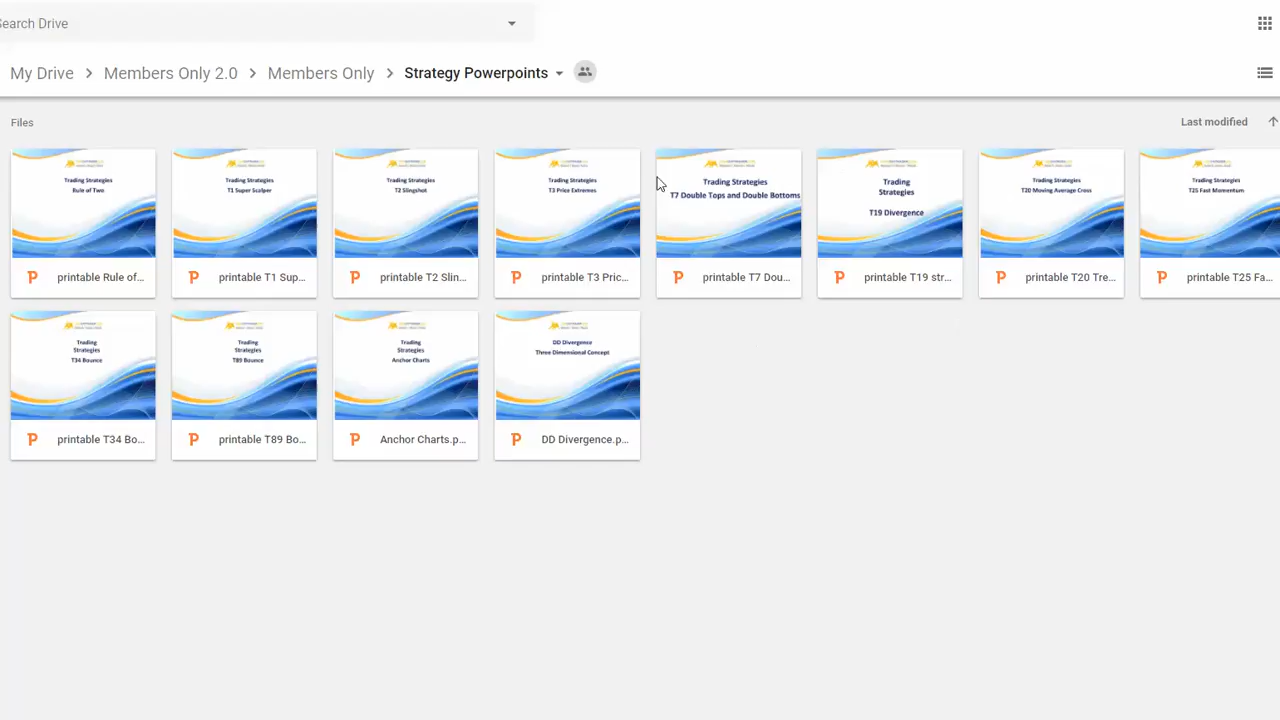 Search Drive
My Drive > Members Only 2.0 > Members Only > Strategy Powerpoints
Files
Last modified
Trading Strategies
Rule of Two
printable Rule of...
Trading Strategies
T1 Super Scalper
printable T1 Sup...
Trading Strategies
T2 Slingshot
printable T2 Slin...
Trading Strategies
T3 Price Extremes
printable T3 Pric...
Trading Strategies
T7 Double Tops and Double Bottoms
printable T7 Dou...
Trading
Strategies
T19 Divergence
printable T19 str...
Trading Strategies
T20 Moving Average Cross
printable T20 Tre...
Trading Strategies
T25 Fast Momentum
printable T25 Fa...
Trading
Strategies
T34 Bounce
printable T34 Bo...
Trading
Strategies
T89 Bounce
printable T89 Bo...
Trading
Strategies
Anchor Charts
Anchor Charts.p...
DD Divergence
Three Dimensional Concept
DD Divergence.p...